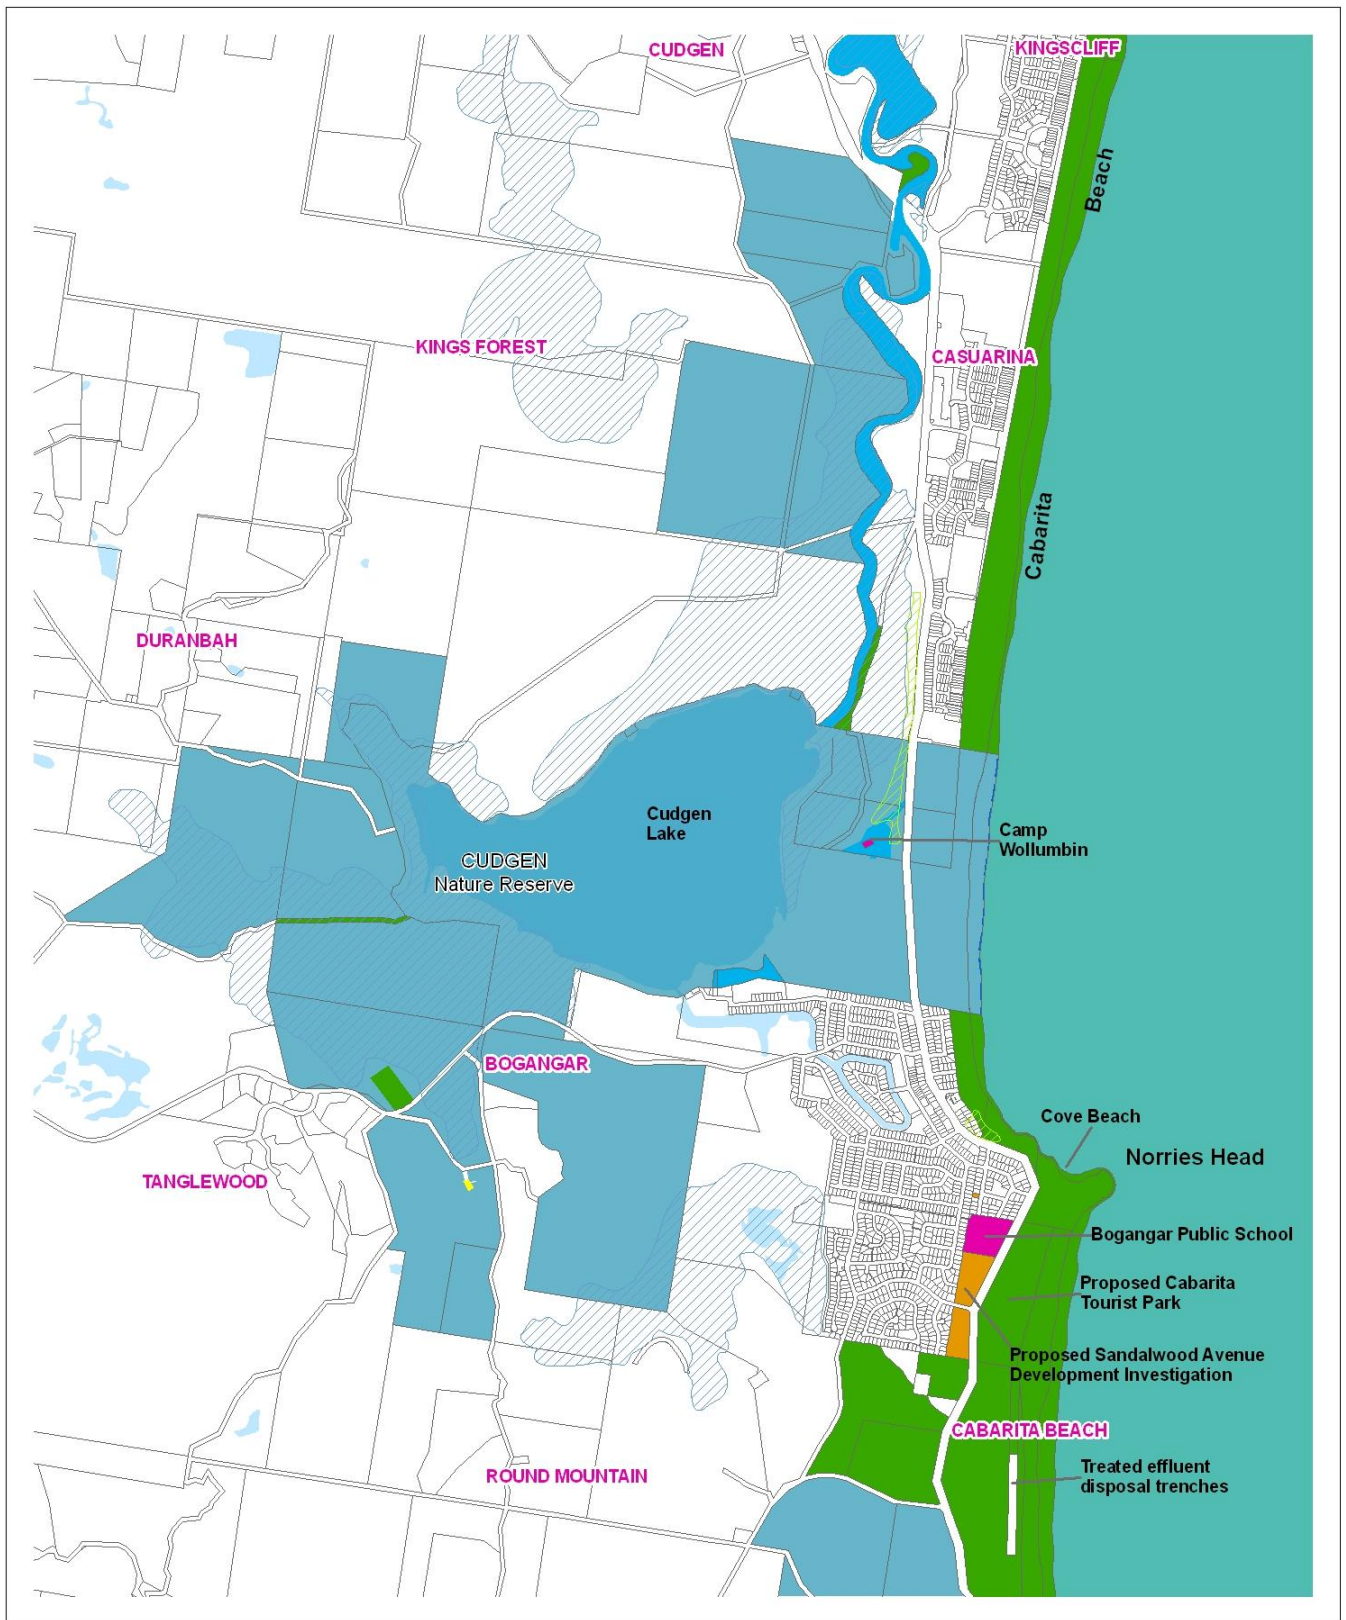 CUDGEN
KINGSCLIFF
Beach
KINGS FOREST
CASUARINA
Cabarita
DURANBAH
Cudgen
Lake
Camp
Wollumbin
CUDGEN
Nature Reserve
BOGANGAR
Cove Beach
Norries Head
TANGLEWOOD
Bogangar Public School
Proposed Cabarita
Tourist Park
Proposed Sandalwood Avenue
Development Investigation
CABARITA BEACH
Treated effluent
disposal trenches
ROUND MOUNTAIN